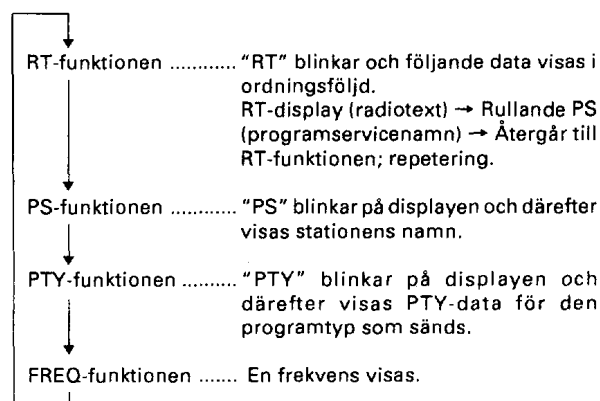 RT-funktionen ............ “RT” blinkar och följande data visas i
ordningsföljd.
RT-display (radiotext) → Rullande PS
(programservicenamn) → Återgår till
RT-funktionen; repetering.
PS-funktionen ............ “PS” blinkar på displayen och därefter
visas stationens namn.
PTY-funktionen .......... “PTY” blinkar på displayen och
därefter visas PTY-data för den
programtyp som sänds.
FREQ-funktionen ....... En frekvens visas.